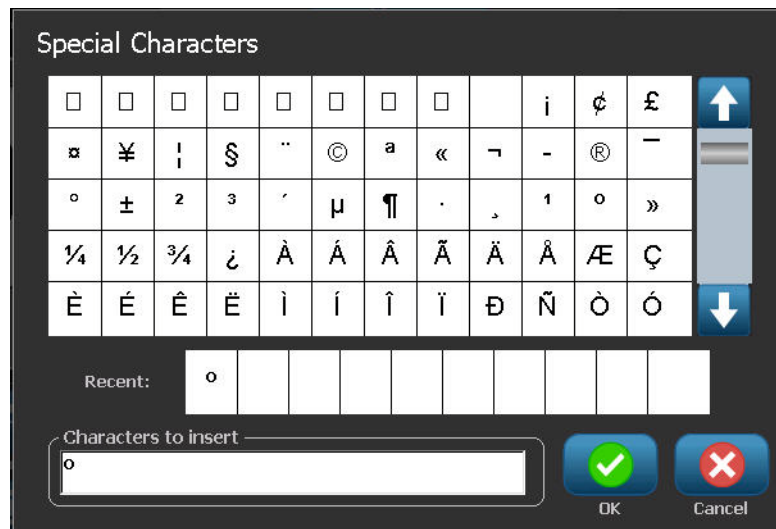 Special Characters
□ □ □ □ □ □ □ □ ¡ ¢ £
¤ ¥ ¦ § ¨ © ª « ¬ - ® ¯
° ± ² ³ ´ µ ¶ · ¸ ¹ º »
¼ ½ ¾ ¿ À Á Â Ã Ä Å Æ Ç
È É Ê Ë Ì Í Î Ï Ð Ñ Ò Ó
Recent: º
Characters to insert
º
OK Cancel